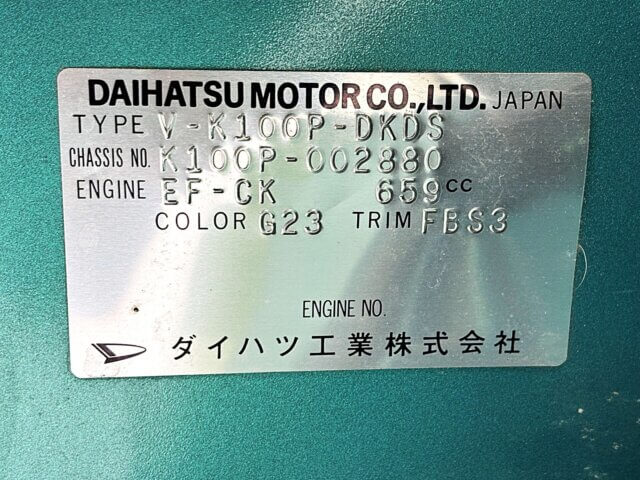 DAIHATSU MOTOR CO.,LTD. JAPAN
TYPE V-K100P-DKDS
CHASSIS NO. K100P-002880
ENGINE EF-CK 659CC
COLOR G23 TRIM FBS3
ENGINE NO.
ダイハツ工業株式会社